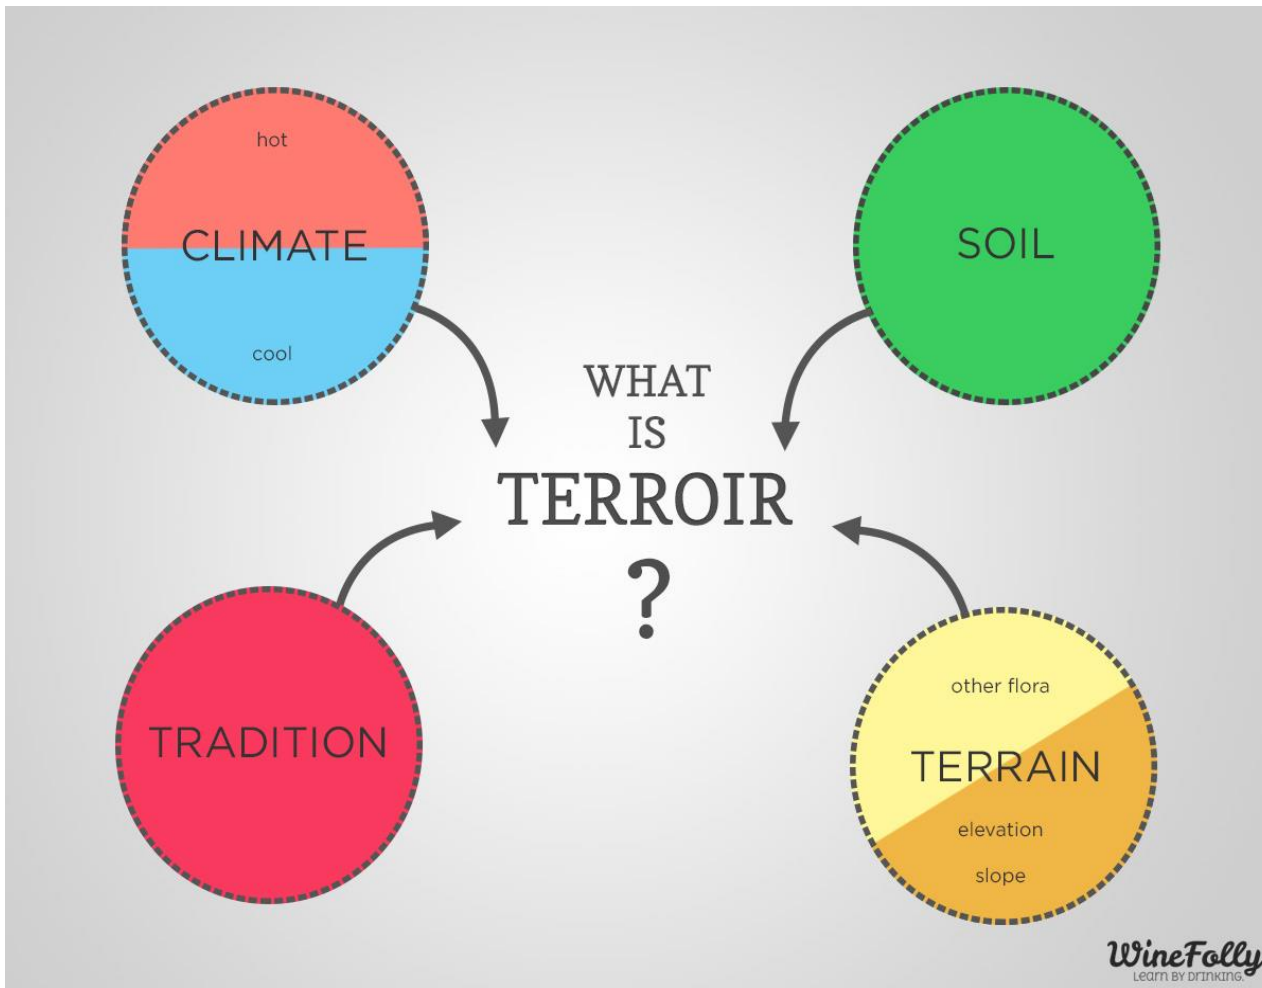 hot
CLIMATE
cool
SOIL
WHAT
IS
TERROIR
?
TRADITION
other flora
TERRAIN
elevation
slope
WineFolly
Learn by Drinking.